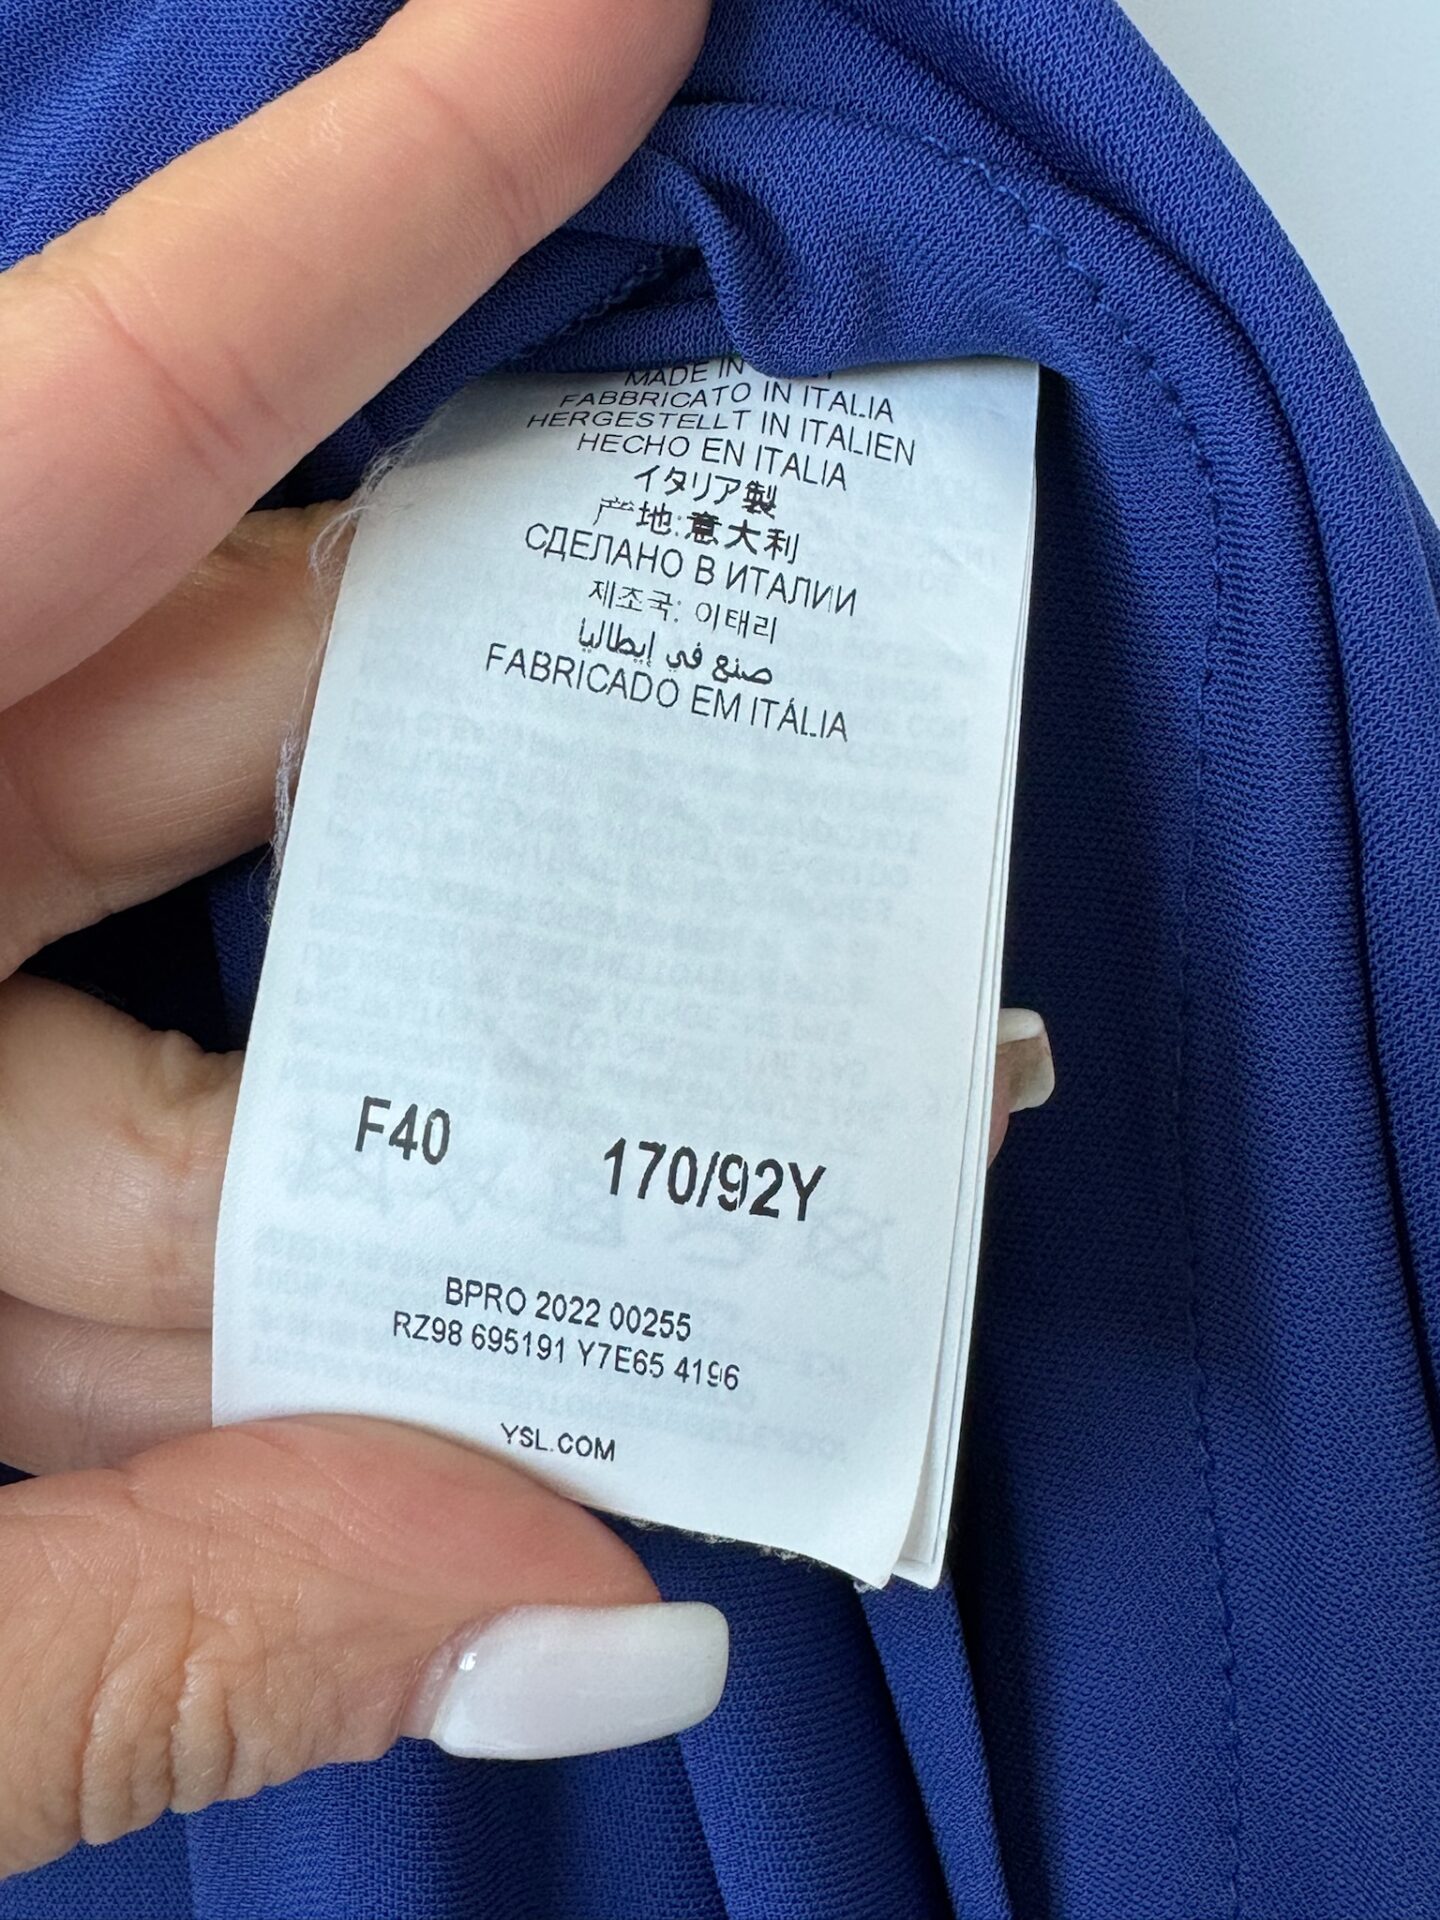 MADE IN
FABBRICATO IN ITALIA
HERGESTELLT IN ITALIEN
HECHO EN ITALIA
イタリア製
产地:意大利
СДЕЛАНО В ИТАЛИИ
제조국: 이태리
صنع في إيطاليا
FABRICADO EM ITÁLIA
F40 170/92Y
BPRO 2022 00255
RZ98 695191 Y7E65 4196
YSL.COM